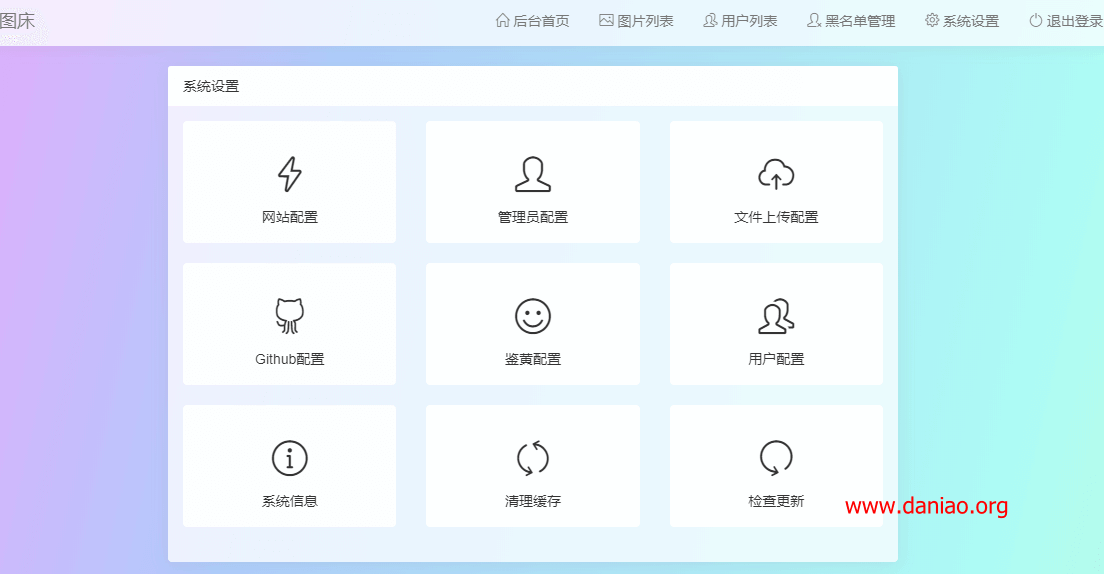 图床
后台首页 图片列表 用户列表 黑名单管理 系统设置 退出登录
系统设置
网站配置 管理员配置 文件上传配置
Github配置 鉴黄配置 用户配置
系统信息 清理缓存 检查更新
www.daniao.org